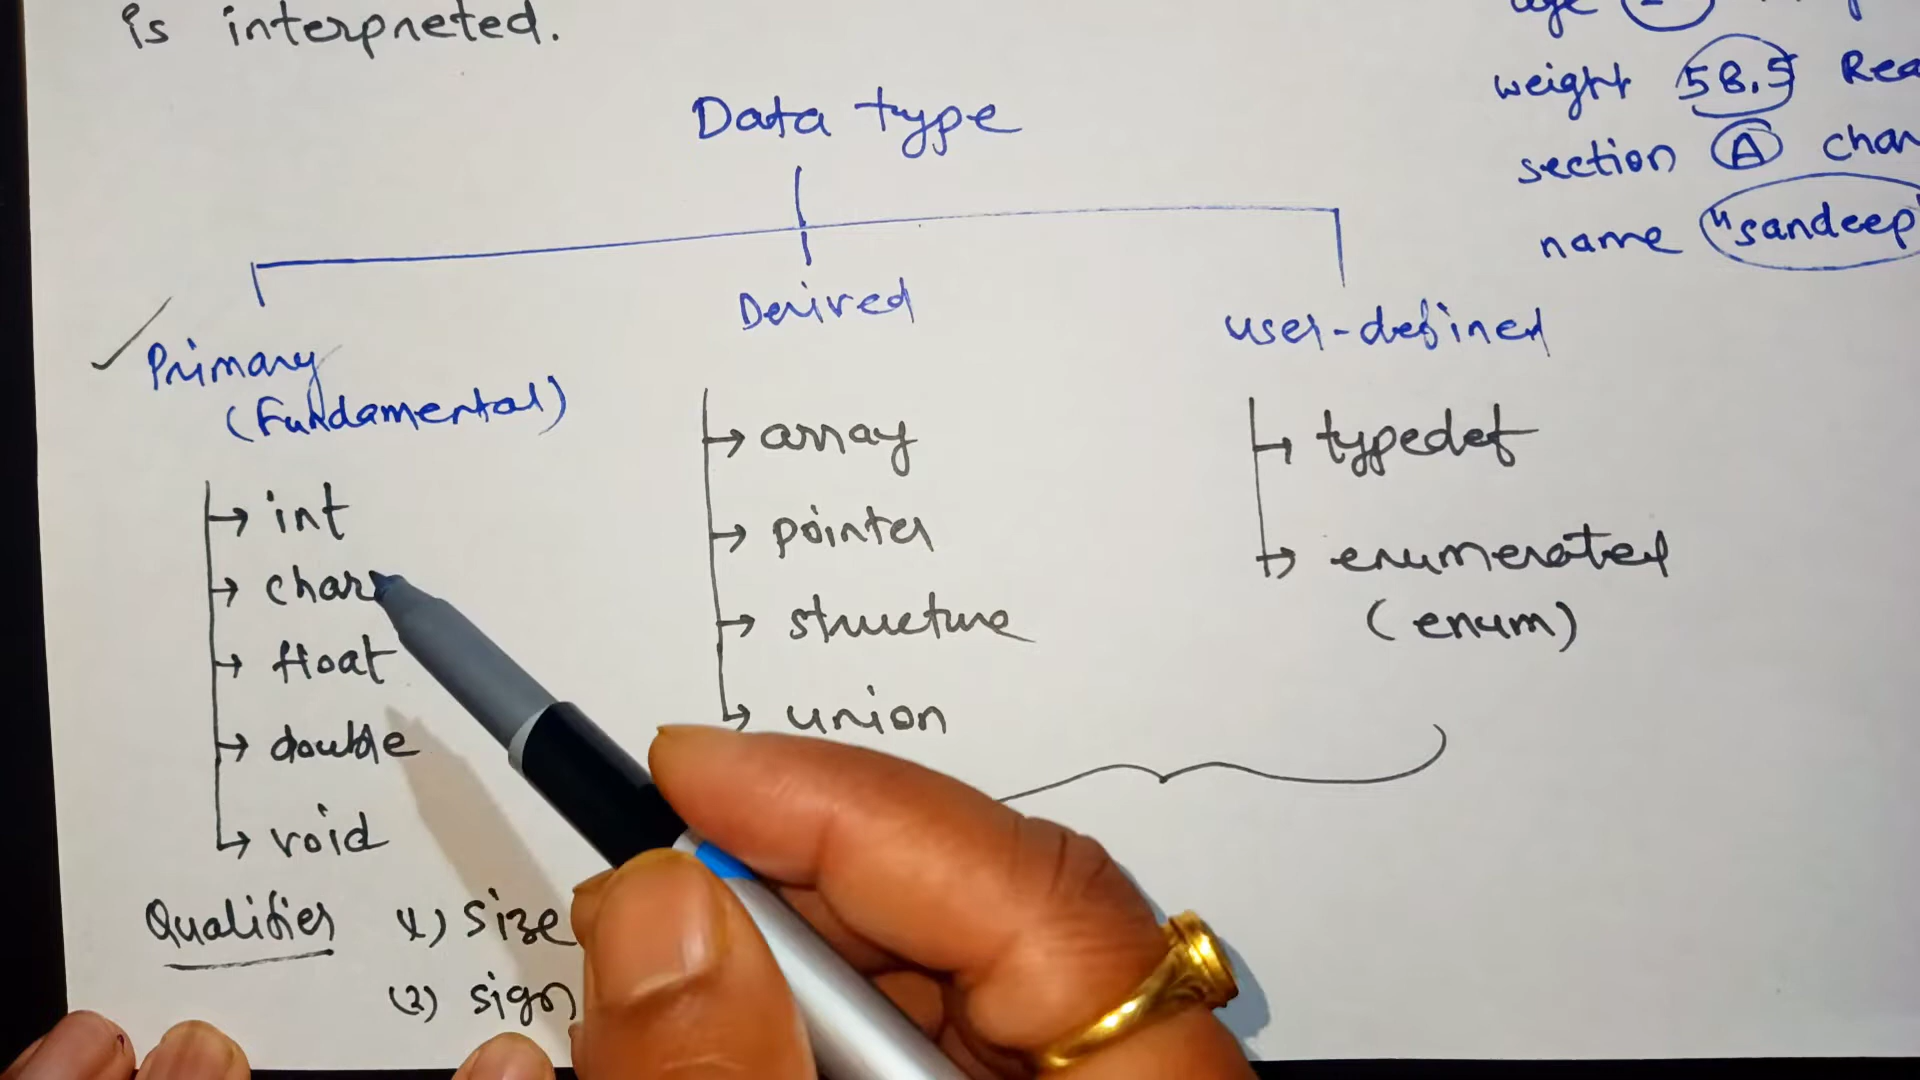 is interpreted.
weight 58.5
section A char
name "sandeep"
Data type
Primary
(Fundamental)
int
char
float
double
void
Derived
array
pointer
structure
union
user-defined
typedef
enumerated
(enum)
Qualifier 1) size
(2) sign